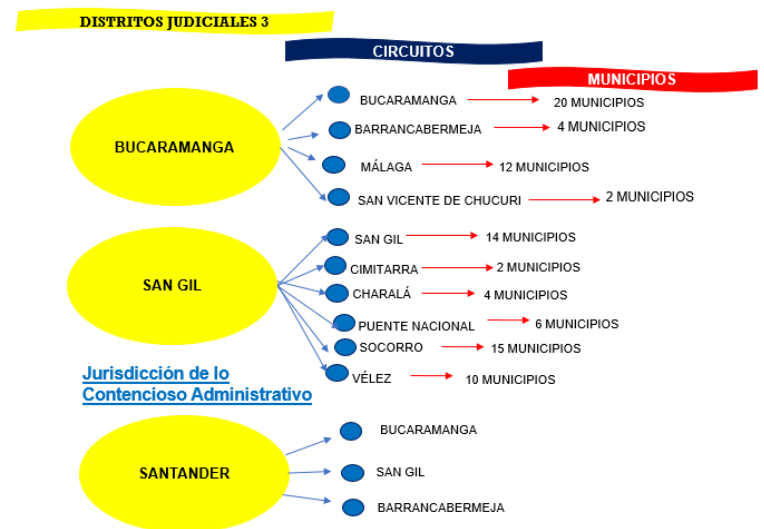 DISTRITOS JUDICIALES 3
CIRCUITOS
MUNICIPIOS
BUCARAMANGA
BUCARAMANGA 20 MUNICIPIOS
BARRANCABERMEJA 4 MUNICIPIOS
MÁLAGA 12 MUNICIPIOS
SAN VICENTE DE CHUCURI 2 MUNICIPIOS
SAN GIL
SAN GIL 14 MUNICIPIOS
CIMITARRA 2 MUNICIPIOS
CHARALÁ 4 MUNICIPIOS
PUENTE NACIONAL 6 MUNICIPIOS
SOCORRO 15 MUNICIPIOS
VÉLEZ 10 MUNICIPIOS
Jurisdicción de lo
Contencioso Administrativo
SANTANDER
BUCARAMANGA
SAN GIL
BARRANCABERMEJA